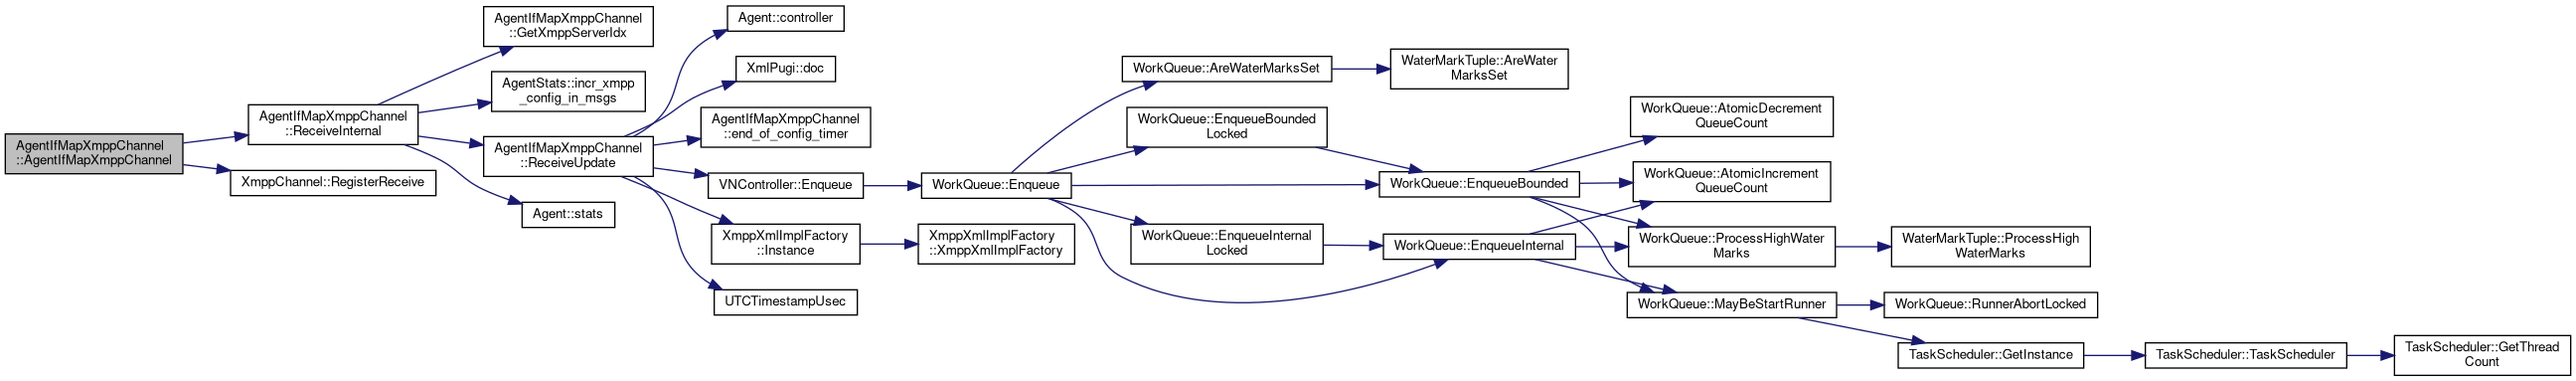 AgentIfMapXmppChannel
::AgentIfMapXmppChannel
AgentIfMapXmppChannel
::ReceiveInternal
XmppChannel::RegisterReceive
AgentIfMapXmppChannel
::GetXmppServerIdx
AgentStats::incr_xmpp
_config_in_msgs
AgentIfMapXmppChannel
::ReceiveUpdate
Agent::stats
Agent::controller
XmlPugi::doc
AgentIfMapXmppChannel
::end_of_config_timer
VNController::Enqueue
XmppXmlImplFactory
::Instance
UTCTimestampUsec
WorkQueue::Enqueue
XmppXmlImplFactory
::XmppXmlImplFactory
WorkQueue::AreWaterMarksSet
WorkQueue::EnqueueBounded
Locked
WorkQueue::EnqueueInternal
Locked
WaterMarkTuple::AreWater
MarksSet
WorkQueue::EnqueueBounded
WorkQueue::EnqueueInternal
WorkQueue::AtomicDecrement
QueueCount
WorkQueue::AtomicIncrement
QueueCount
WorkQueue::ProcessHighWater
Marks
WorkQueue::MayBeStartRunner
WaterMarkTuple::ProcessHigh
WaterMarks
WorkQueue::RunnerAbortLocked
TaskScheduler::GetInstance
TaskScheduler::TaskScheduler
TaskScheduler::GetThread
Count